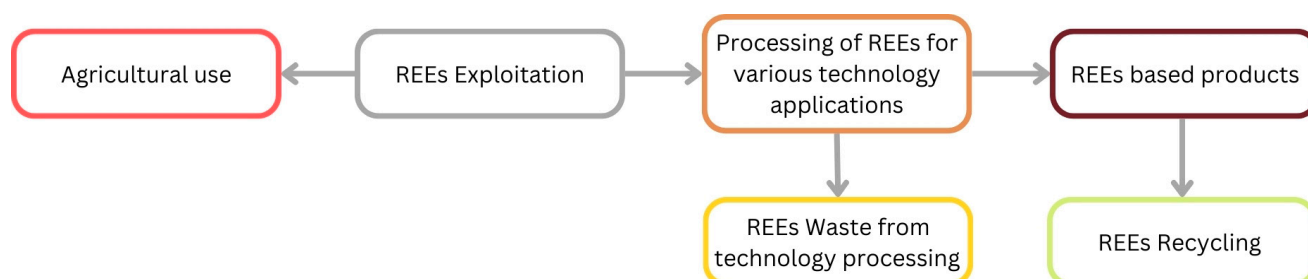 Agricultural use
REEs Exploitation
Processing of REEs for
various technology
applications
REEs based products
REEs Waste from
technology processing
REEs Recycling